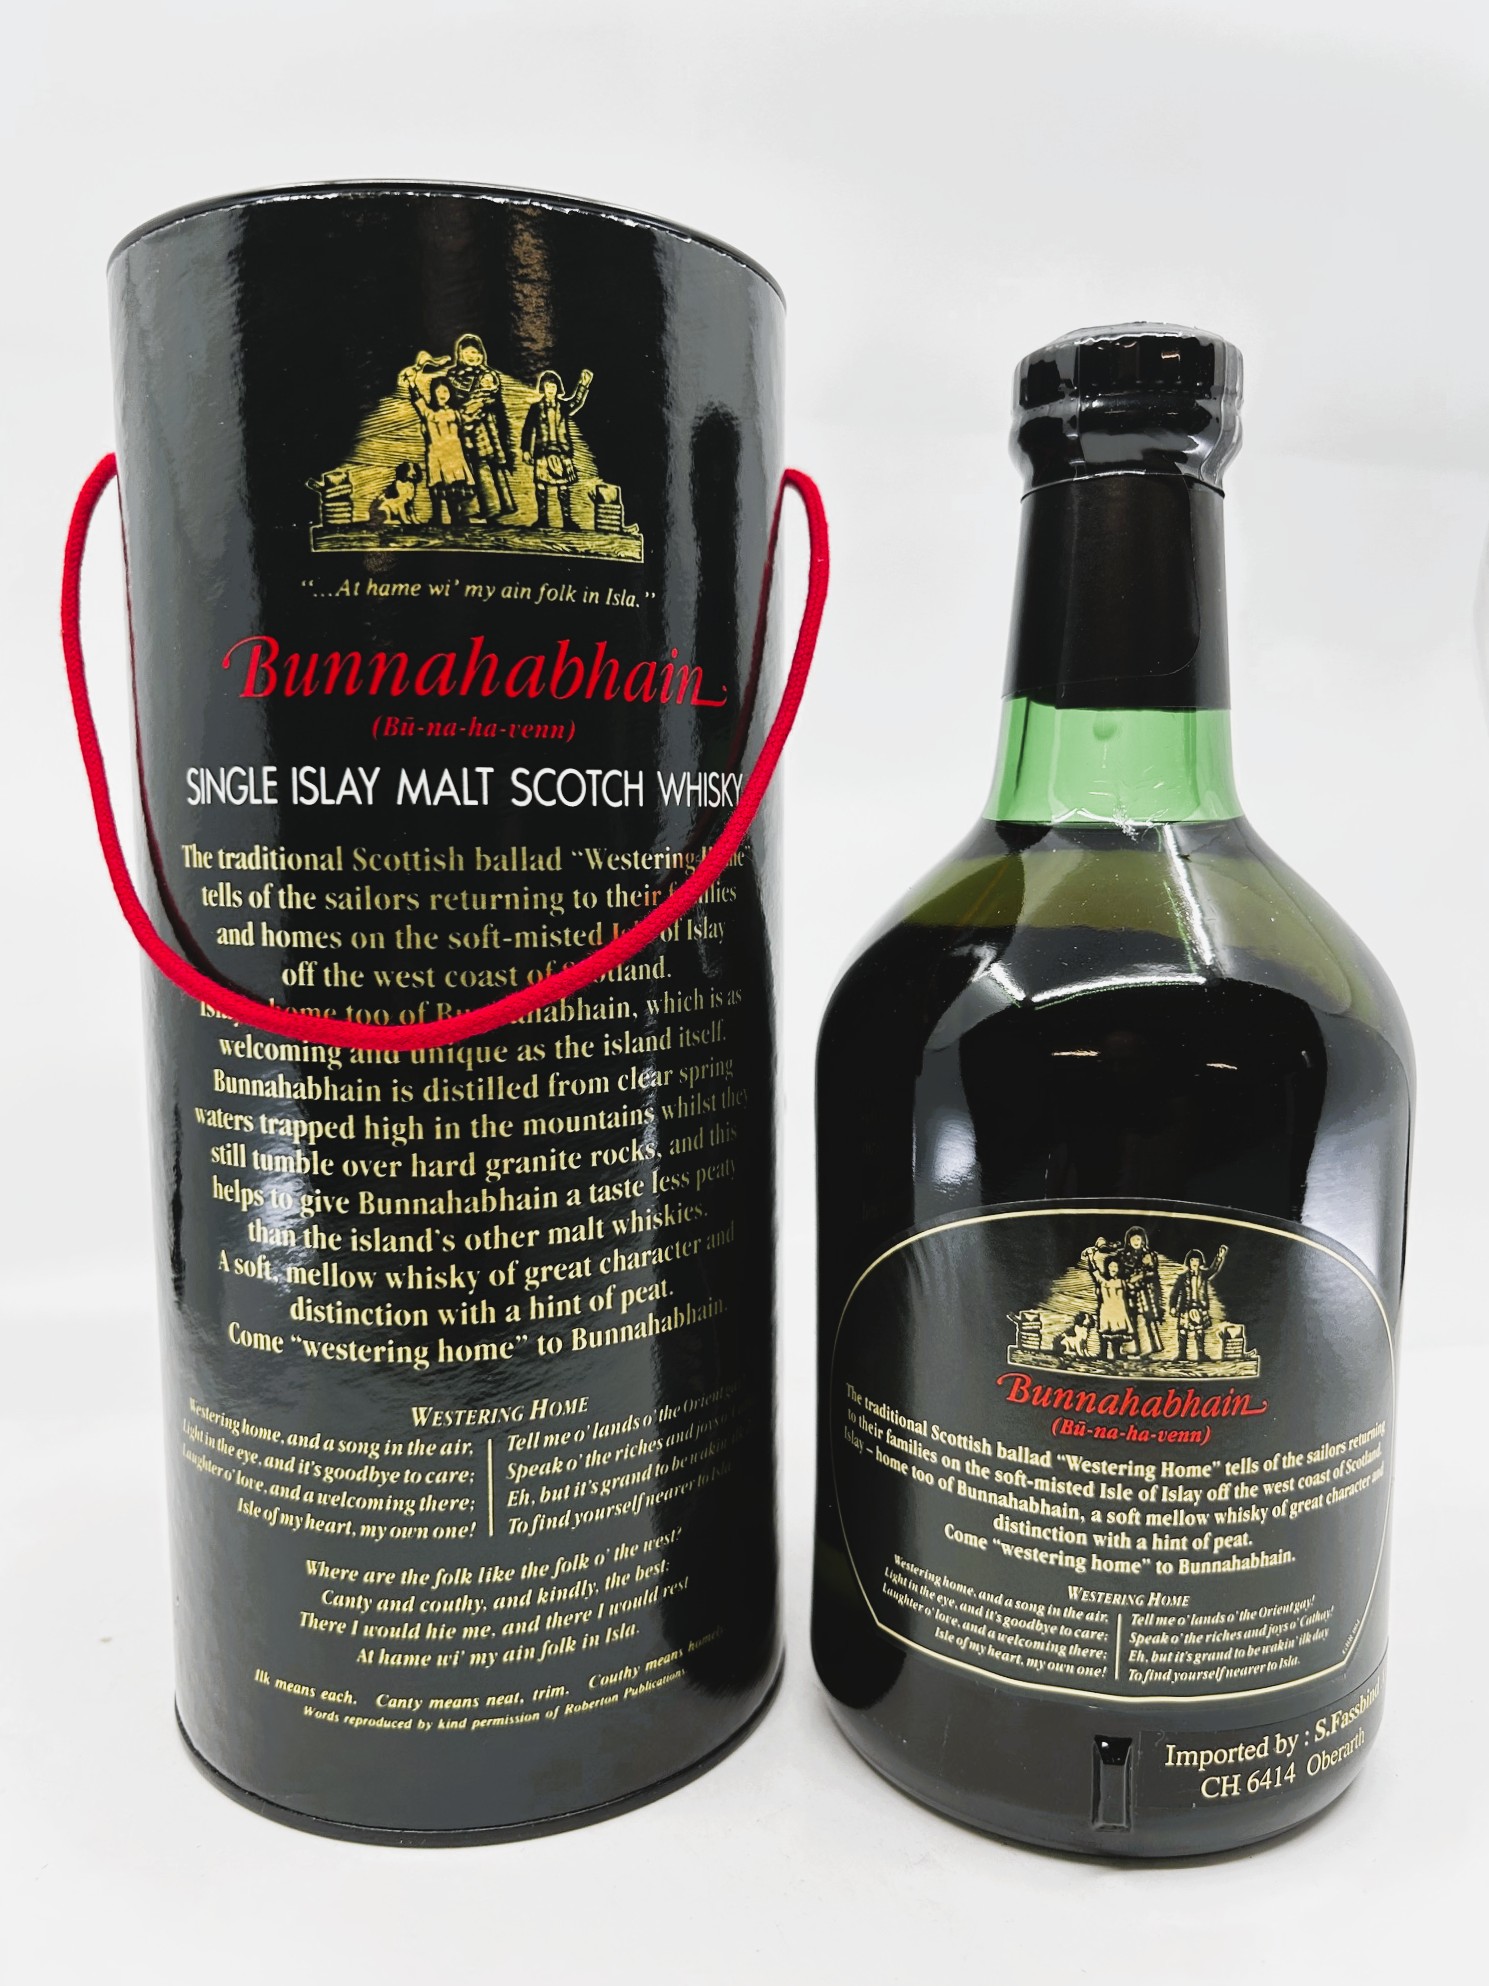 "...At hame wi' my ain folk in Isla."
Bunnahabhain
(Bū-na-ha-venn)
SINGLE ISLAY MALT SCOTCH WHISKY
The traditional Scottish ballad "Westering
tells of the sailors returning to their
and homes on the soft-misted of Islay
off the west coast of
too of which is as
welcoming and unique as the island itself.
Bunnahabhain is distilled from clear spring
waters trapped high in the mountains whilst they
still tumble over hard granite rocks, and this
helps to give Bunnahabhain a taste less peaty
than the island's other malt whiskies.
A soft, mellow whisky of great character and
distinction with a hint of peat.
Come "westering home" to Bunnahabhain.
WESTERING HOME
Westering home, and a song in the air,
Light in the eye, and it's goodbye to care;
Laughter o' love, and a welcoming there;
Isle of my heart, my own one!
Tell me o' lands o' the Orient
Speak o' the riches and joys o'
Eh, but it's grand to be wakin'
To find yourself nearer to Isla.
Where are the folk like the folk o' the west?
Canty and couthy, and kindly, the best;
There I would hie me, and there I would rest
At hame wi' my ain folk in Isla.
Ilk means each. Canty means neat, trim. Couthy means
Words reproduced by kind permission of Roberton Publications
Bunnahabhain
(Bū-na-ha-venn)
The traditional Scottish ballad "Westering Home" tells of the sailors returning
to their families on the soft-misted Isle of Islay off the west coast of Scotland.
Islay – home too of Bunnahabhain, a soft mellow whisky of great character and
distinction with a hint of peat.
Come "westering home" to Bunnahabhain.
WESTERING HOME
Westering home, and a song in the air,
Light in the eye, and it's goodbye to care;
Laughter o' love, and a welcoming there;
Isle of my heart, my own one!
Tell me o' lands o' the Orient gay!
Speak o' the riches and joys o' Cathay!
Eh, but it's grand to be wakin' ilk day
To find yourself nearer to Isla.
Imported by : S.Fassbind
CH 6414 Oberarth